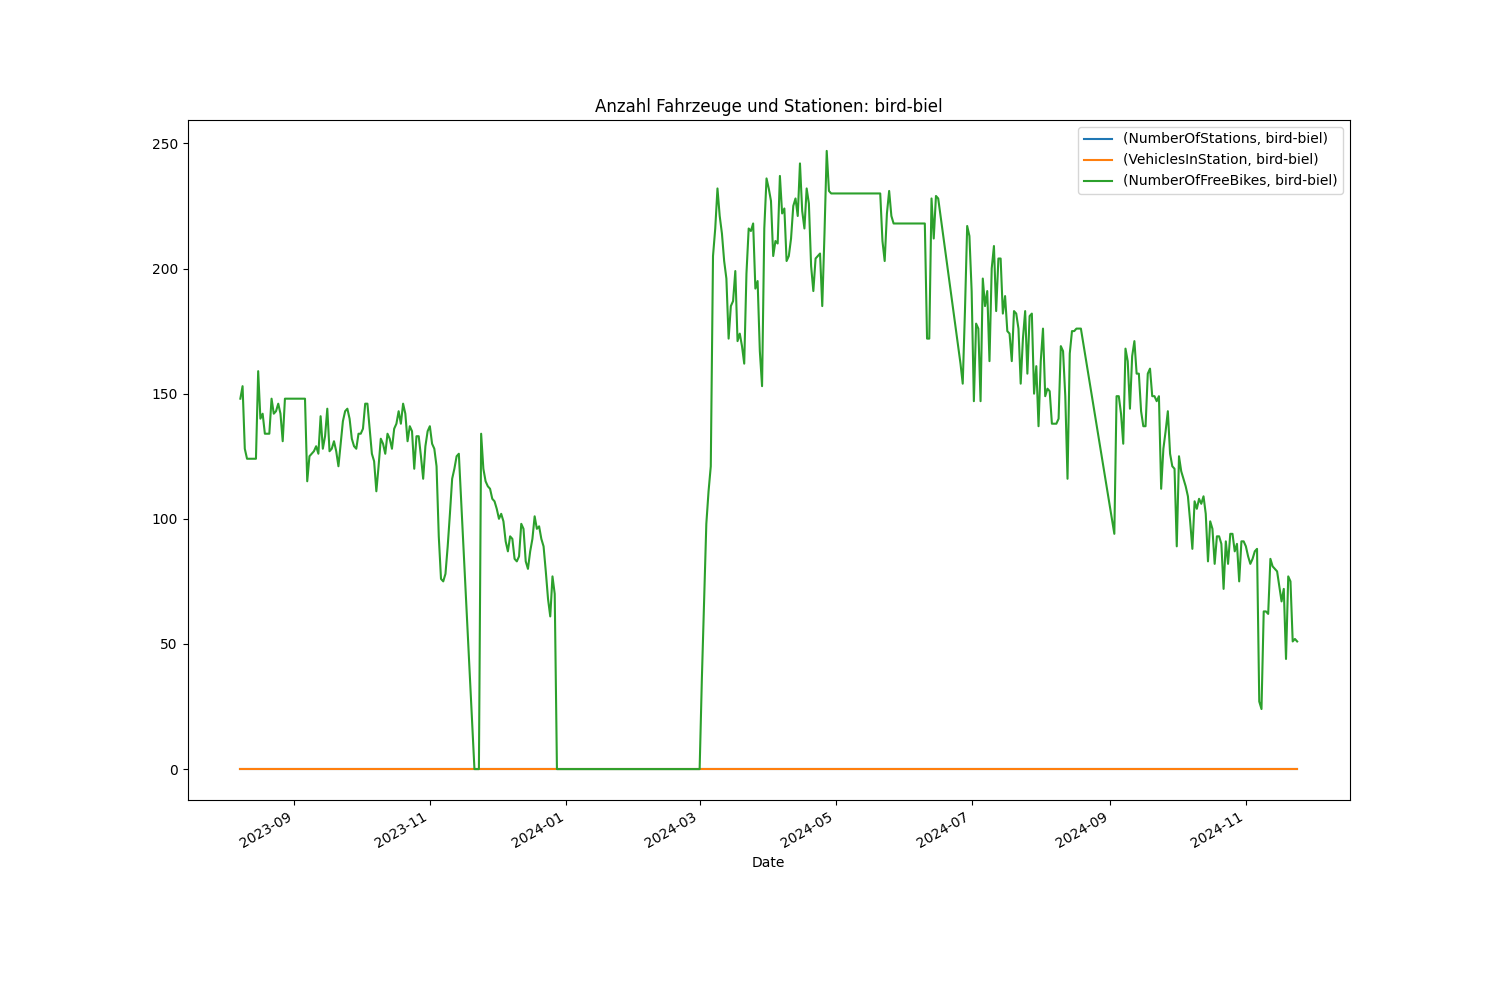 Anzahl Fahrzeuge und Stationen: bird-biel
(NumberOfStations, bird-biel)
(VehiclesInStation, bird-biel)
(NumberOfFreeBikes, bird-biel)
250
200
150
100
50
0
2023-09
2023-11
2024-01
2024-03
2024-05
2024-07
2024-09
2024-11
Date